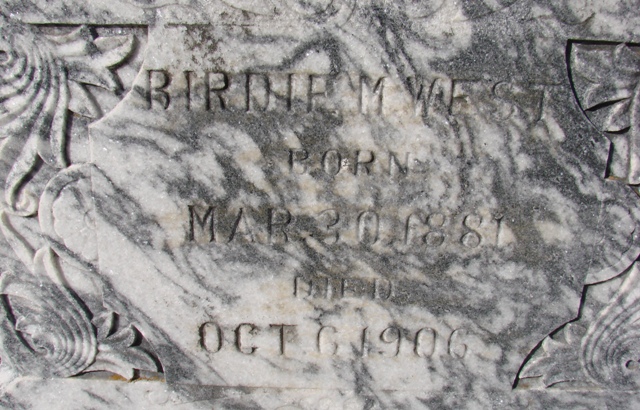 BIRDIE M. WEST
BORN
MAR. 30, 1881
DIED
OCT 6, 1906